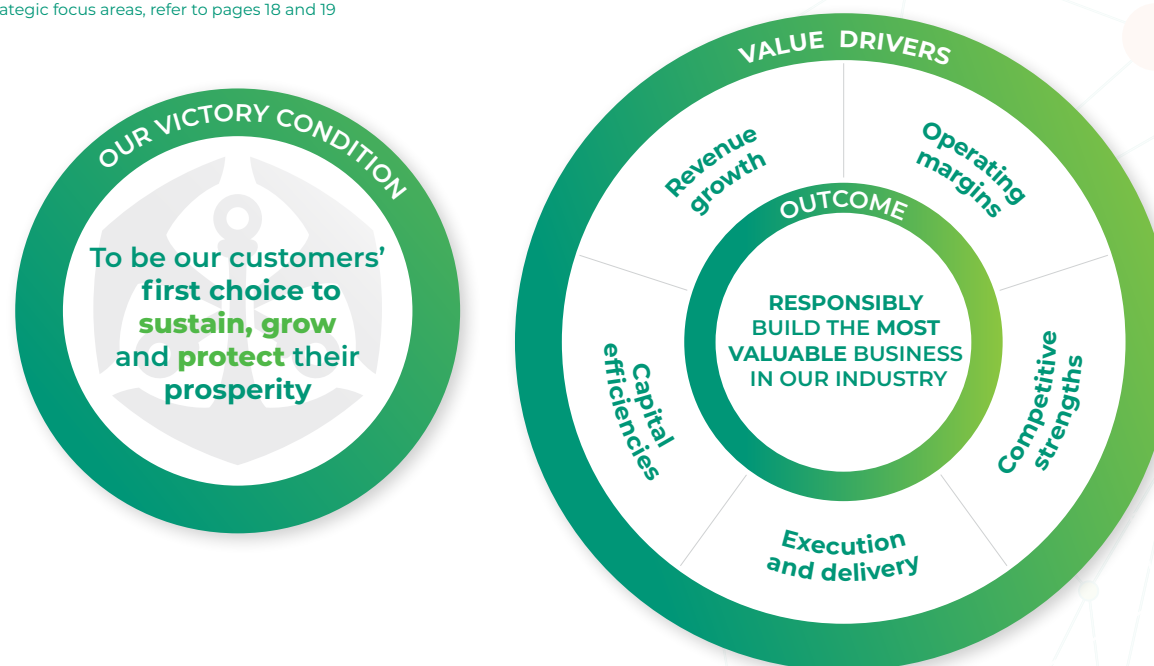 ategic focus areas, refer to pages 18 and 19
OUR VICTORY CONDITION
To be our customers’
first choice to
sustain, grow
and protect their
prosperity
VALUE DRIVERS
Revenue
growth
Operating
margins
Competitive
strengths
Execution
and delivery
Capital
efficiencies
OUTCOME
RESPONSIBLY
BUILD THE MOST
VALUABLE BUSINESS
IN OUR INDUSTRY